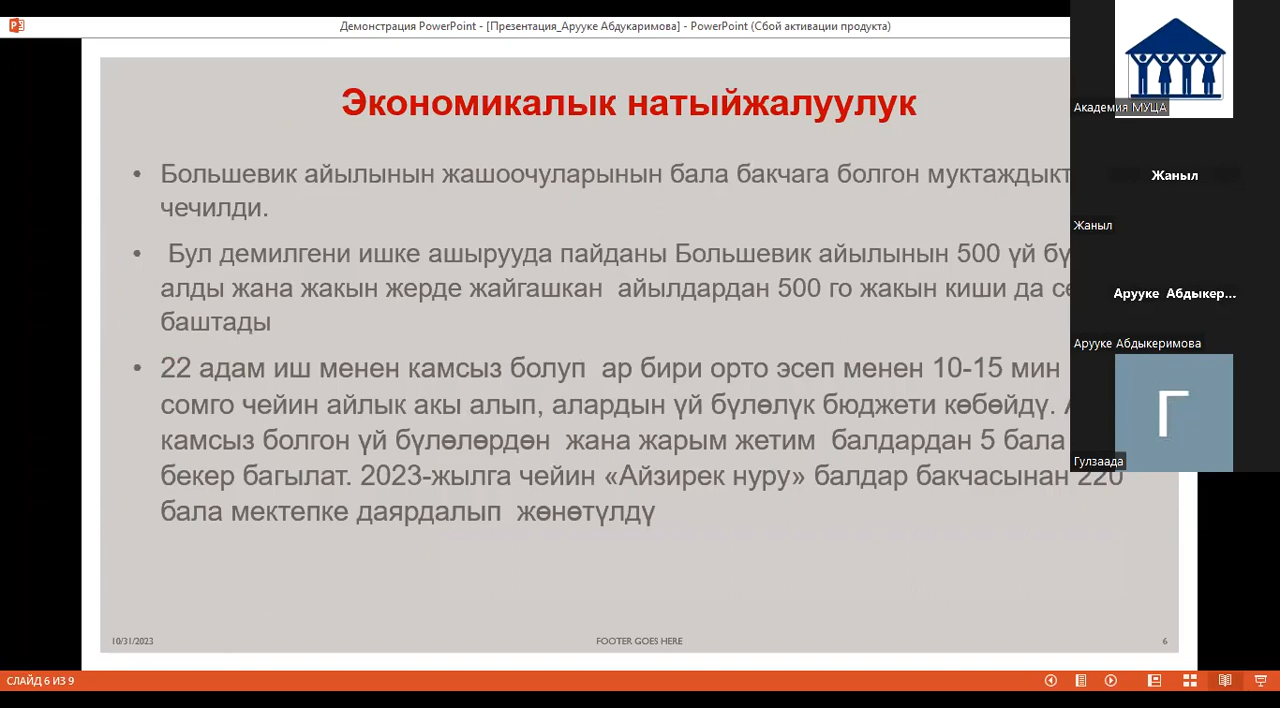 Демонстрация PowerPoint - [Презентация_Арууке Абдукаримова] - PowerPoint (Сбой активации продукта)
Экономикалык натыйжалуулук
• Большевик айылынын жашоочуларынын бала бакчага болгон
чечилди.
• Бул демилгени ишке ашырууда пайданы Большевик айылынын 500 үй
алды жана жакын жерде жайгашкан айылдардан 500 го жакын киши да
баштады
• 22 адам иш менен камсыз болуп ар бири орто эсеп менен 10-15 мин
сомго чейин айлык акы алып, алардын үй бүлөлүк бюджети көбөйдү.
камсыз болгон үй бүлөлөрдөн жана жарым жетим балдардан 5 бала
бекер багылат. 2023-жылга чейин «Айзирек нуру» балдар бакчасынан 220
бала мектепке даярдалып жөнөтүлдү
10/31/2023
FOOTER GOES HERE
6
СЛАЙД 6 ИЗ 9
Академия МУЦА
Жаныл
Жаныл
Арууке Абдыкер...
Арууке Абдыкеримова
Г
Гулзаада